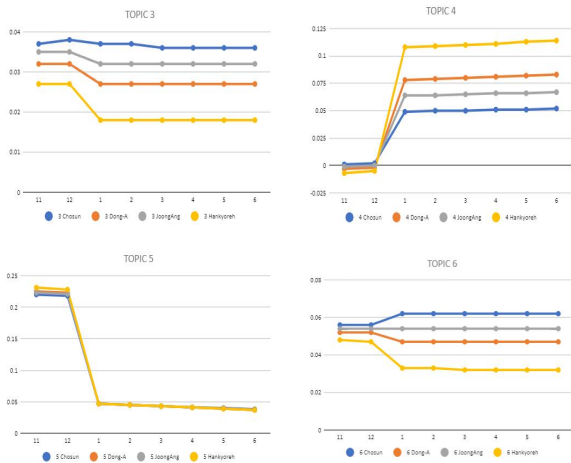 TOPIC 3
0.04
0.03
0.02
0.01
0
11 12 1 2 3 4 5 6
3 Chosun 3 Dong-A 3 JoongAng 3 Hankyoreh
TOPIC 4
0.125
0.1
0.075
0.05
0.025
0
-0.025
11 12 1 2 3 4 5 6
4 Chosun 4 Dong-A 4 JoongAng 4 Hankyoreh
TOPIC 5
0.25
0.2
0.15
0.1
0.05
0
11 12 1 2 3 4 5 6
5 Chosun 5 Dong-A 5 JoongAng 5 Hankyoreh
TOPIC 6
0.08
0.06
0.04
0.02
0
11 12 1 2 3 4 5 6
6 Chosun 6 Dong-A 6 JoongAng 6 Hankyoreh